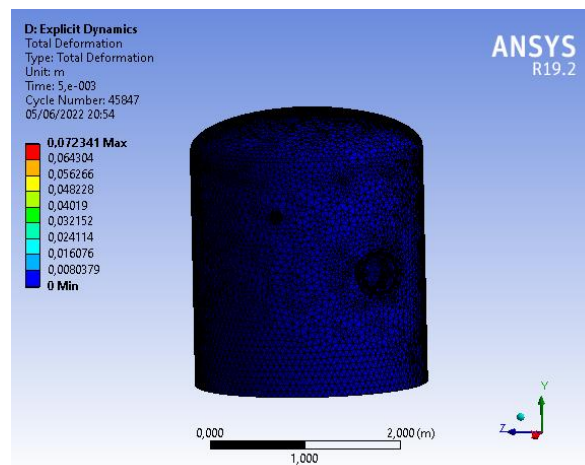 D: Explicit Dynamics
Total Deformation
Type: Total Deformation
Unit: m
Time: 5,e-003
Cycle Number: 45847
05/06/2022 20:54
ANSYS
R19.2
0,072341 Max
0,064304
0,056266
0,048228
0,04019
0,032152
0,024114
0,016076
0,0080379
0 Min
0,000
2,000 (m)
1,000
Y
Z